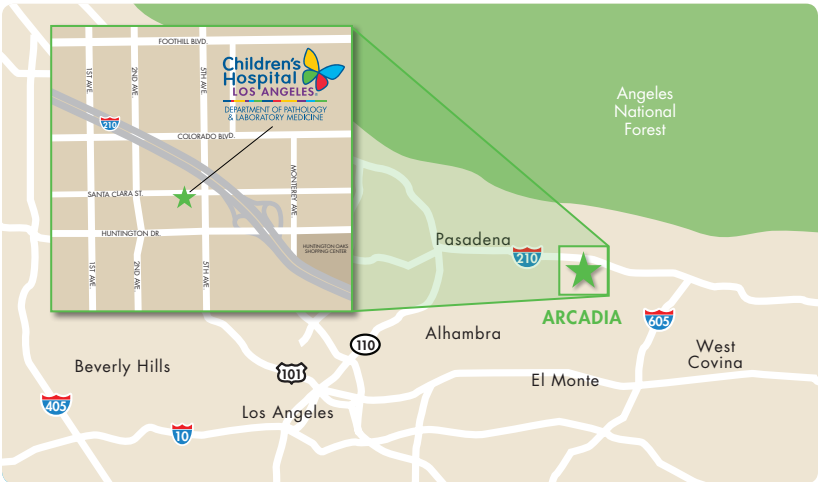 FOOTHILL BLVD.
1ST AVE.
2ND AVE.
5TH AVE.
Children's
Hospital
LOS ANGELES®
DEPARTMENT OF PATHOLOGY
& LABORATORY MEDICINE
210
COLORADO BLVD.
SANTA CLARA ST.
MONTEREY AVE.
HUNTINGTON DR.
HUNTINGTON OAKS
SHOPPING CENTER
1ST AVE.
2ND AVE.
5TH AVE.
Angeles
National
Forest
Pasadena
210
ARCADIA
605
Alhambra
110
West
Covina
Beverly Hills
101
El Monte
405
Los Angeles
10